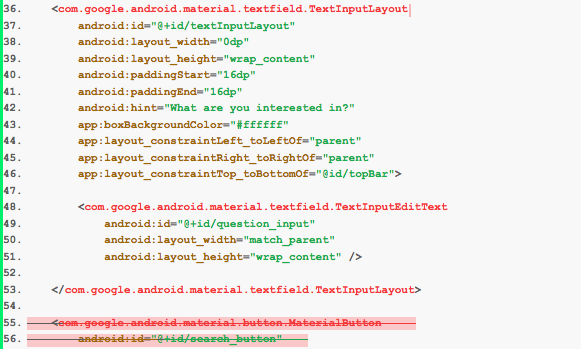 36. <com.google.android.material.textfield.TextInputLayout
37. android:id="@+id/textInputLayout"
38. android:layout_width="0dp"
39. android:layout_height="wrap_content"
40. android:paddingStart="16dp"
41. android:paddingEnd="16dp"
42. android:hint="What are you interested in?"
43. app:boxBackgroundColor="#ffffff"
44. app:layout_constraintLeft_toLeftOf="parent"
45. app:layout_constraintRight_toRightOf="parent"
46. app:layout_constraintTop_toBottomOf="@id/topBar">
47.
48. <com.google.android.material.textfield.TextInputEditText
49. android:id="@+id/question_input"
50. android:layout_width="match_parent"
51. android:layout_height="wrap_content" />
52.
53. </com.google.android.material.textfield.TextInputLayout>
54.
55. <com.google.android.material.button.MaterialButton
56. android:id="@+id/search_button"